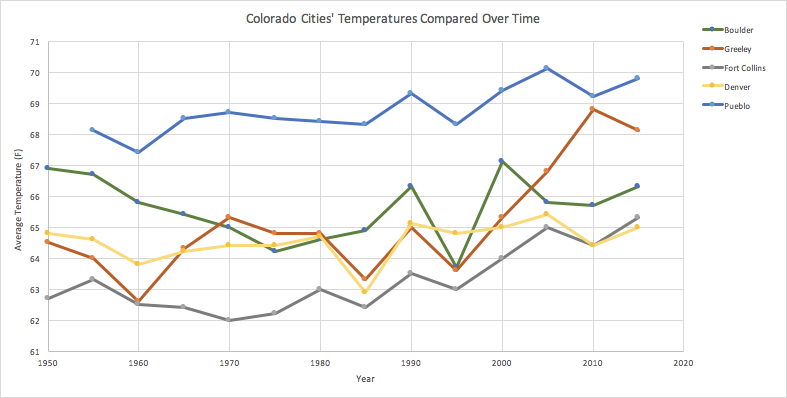 Colorado Cities' Temperatures Compared Over Time
Boulder
Greeley
Fort Collins
Denver
Pueblo
Average Temperature (F)
71
70
69
68
67
66
65
64
63
62
61
1950 1960 1970 1980 1990 2000 2010 2020
Year